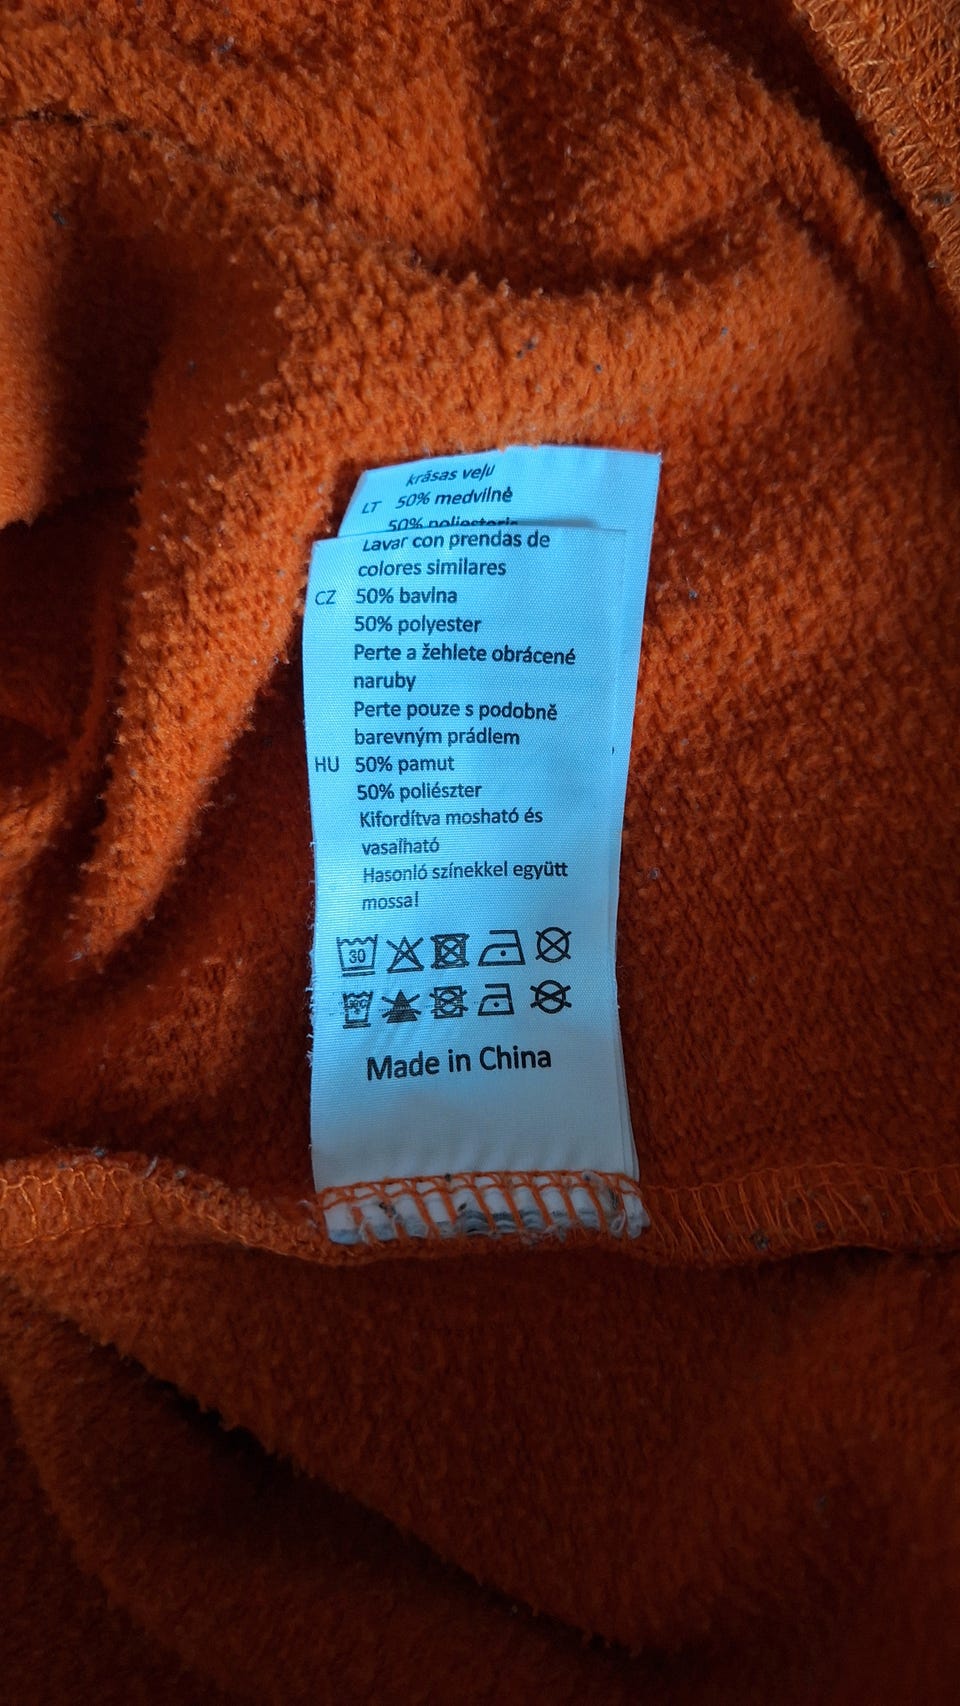 krāsas veļu
LT 50% medvilnė
50% poliesteris
Lavar con prendas de
colores similares
CZ 50% bavlna
50% polyester
Perte a žehlete obrácené
naruby
Perte pouze s podobně
barevným prádlem
HU 50% pamut
50% poliészter
Kifordítva mosható és
vasalható
Hasonló színekkel együtt
mossa!
30
Made in China